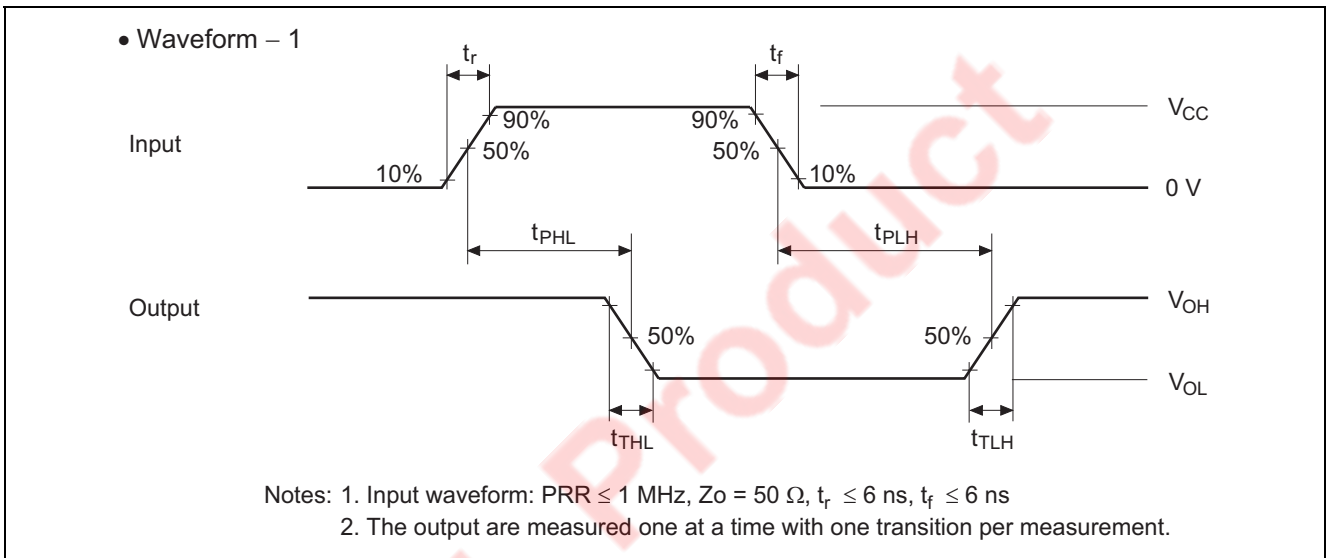 • Waveform – 1
tr
tf
90%
90%
VCC
Input
50%
50%
10%
10%
0 V
tPHL
tPLH
Output
VOH
50%
50%
VOL
tTHL
tTLH
Product
Notes: 1. Input waveform: PRR ≤ 1 MHz, Zo = 50 Ω, tr ≤ 6 ns, tf ≤ 6 ns
2. The output are measured one at a time with one transition per measurement.